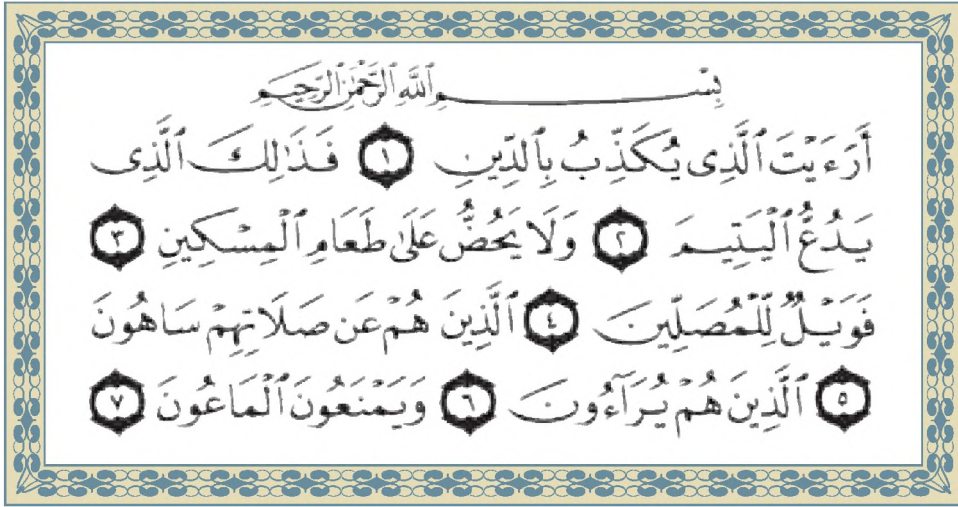 بِسْمِ ٱللَّهِ ٱلرَّحْمَٰنِ ٱلرَّحِيمِ
أَرَءَيْتَ ٱلَّذِى يُكَذِّبُ بِٱلدِّينِ ١ فَذَٰلِكَ ٱلَّذِى
يَدُعُّ ٱلْيَتِيمَ ٢ وَلَا يَحُضُّ عَلَىٰ طَعَامِ ٱلْمِسْكِينِ ٣
فَوَيْلٌ لِّلْمُصَلِّينَ ٤ ٱلَّذِينَ هُمْ عَن صَلَاتِهِمْ سَاهُونَ
٥ ٱلَّذِينَ هُمْ يُرَآءُونَ ٦ وَيَمْنَعُونَ ٱلْمَاعُونَ ٧